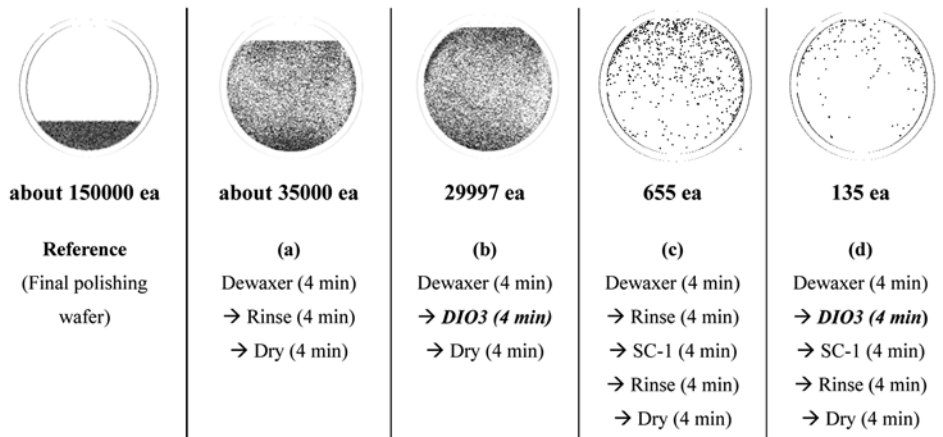 about 150000 ea
Reference
(Final polishing
wafer)
about 35000 ea
(a)
Dewaxer (4 min)
→ Rinse (4 min)
→ Dry (4 min)
29997 ea
(b)
Dewaxer (4 min)
→ DIO3 (4 min)
→ Dry (4 min)
655 ea
(c)
Dewaxer (4 min)
→ Rinse (4 min)
→ SC-1 (4 min)
→ Rinse (4 min)
→ Dry (4 min)
135 ea
(d)
Dewaxer (4 min)
→ DIO3 (4 min)
→ SC-1 (4 min)
→ Rinse (4 min)
→ Dry (4 min)